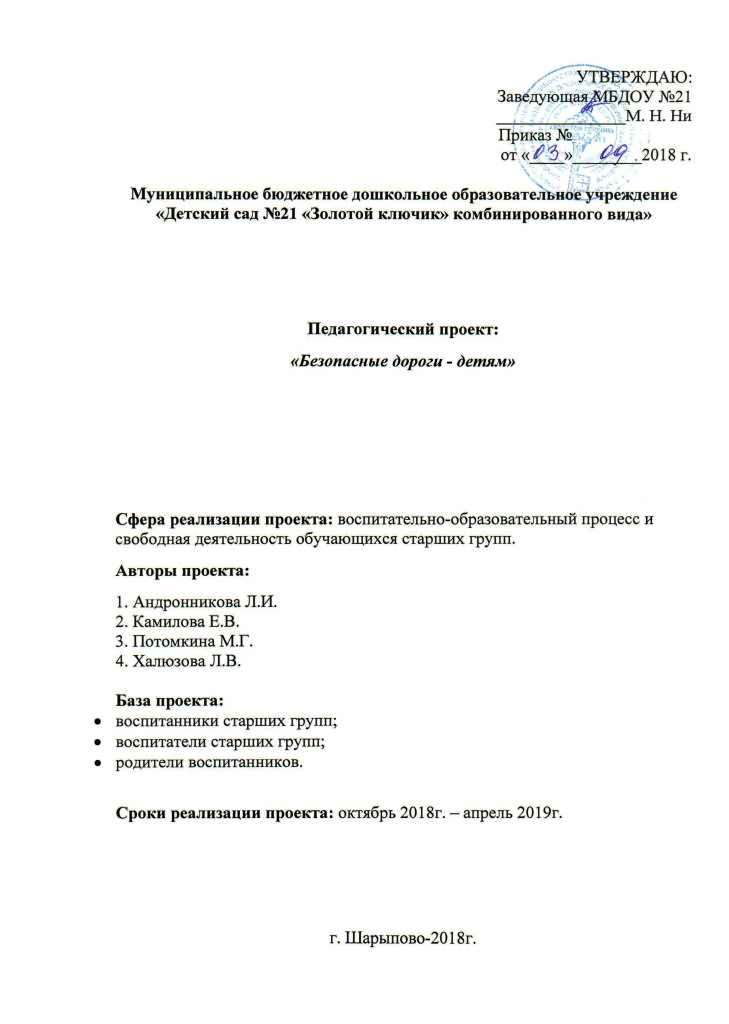 УТВЕРЖДАЮ:
Заведующая МБДОУ №21
_______________М. Н. Ни
Приказ №
от «03»  09  2018 г.
Муниципальное бюджетное дошкольное образовательное учреждение
«Детский сад №21 «Золотой ключик» комбинированного вида»
Педагогический проект:
«Безопасные дороги - детям»
Сфера реализации проекта: воспитательно-образовательный процесс и
свободная деятельность обучающихся старших групп.
Авторы проекта:
1. Андронникова Л.И.
2. Камилова Е.В.
3. Потомкина М.Г.
4. Халюзова Л.В.
База проекта:
• воспитанники старших групп;
• воспитатели старших групп;
• родители воспитанников.
Сроки реализации проекта: октябрь 2018г. – апрель 2019г.
г. Шарыпово-2018г.